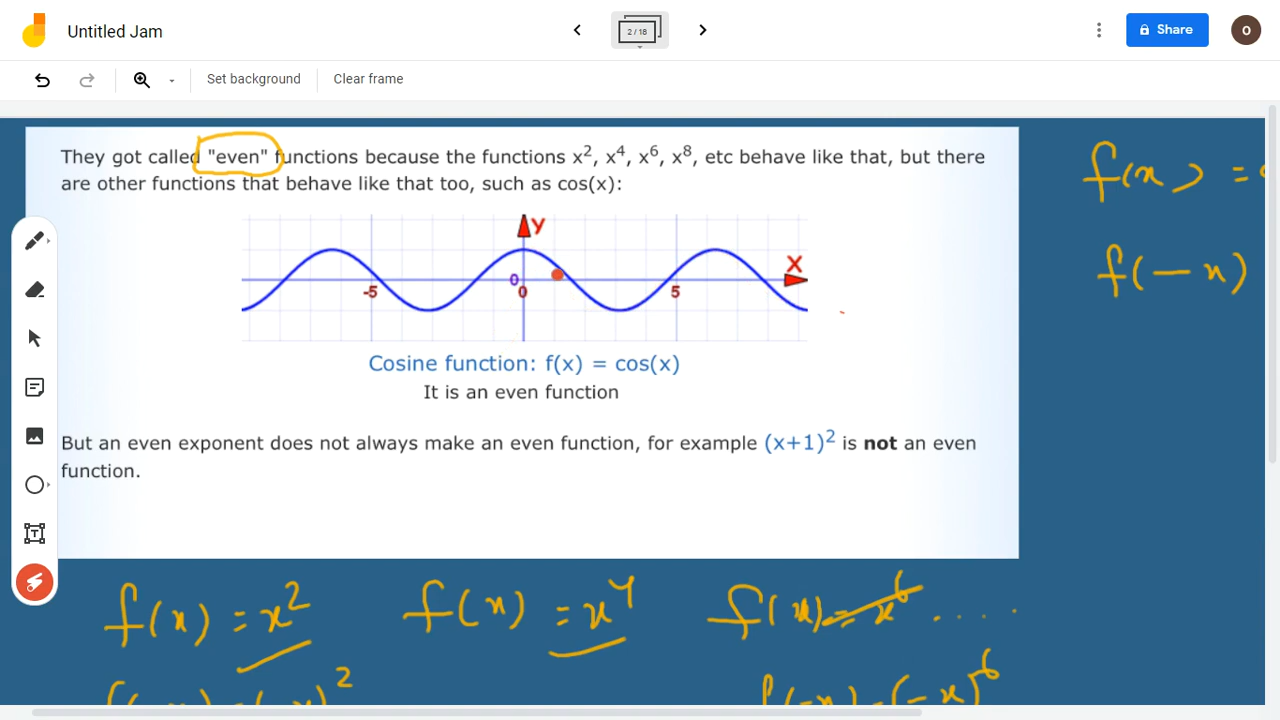 Untitled Jam
2 / 18
Share
O
Set background
Clear frame
They got called "even" functions because the functions x², x⁴, x⁶, x⁸, etc behave like that, but there
are other functions that behave like that too, such as cos(x):
f(x) =
f(-x)
Y
X
0
-5
0
5
Cosine function: f(x) = cos(x)
It is an even function
But an even exponent does not always make an even function, for example (x+1)² is not an even
function.
f(x) = x² f(x) = x⁴ f(x) = x⁶ ....
f(-x) = (-x)² f(-x) = (-x)⁶